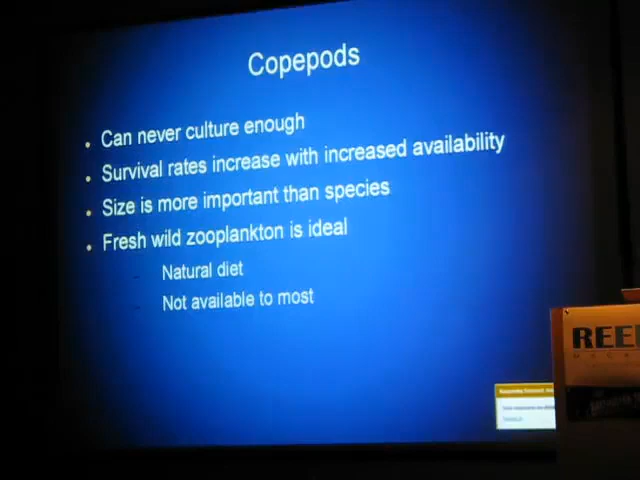 Copepods
Can never culture enough
Survival rates increase with increased availability
Size is more important than species
Fresh wild zooplankton is ideal
Natural diet
Not available to most
REE